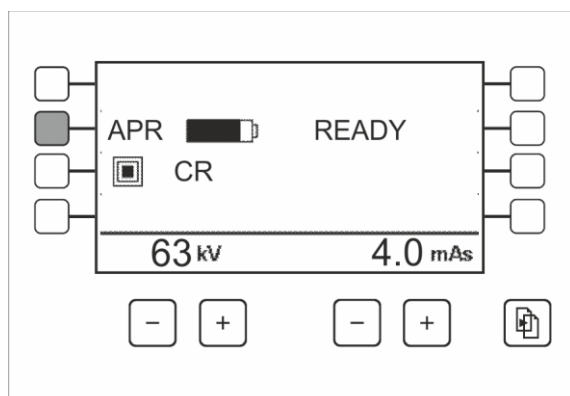 APR READY
CR
63 kV 4.0 mAs
- + - +